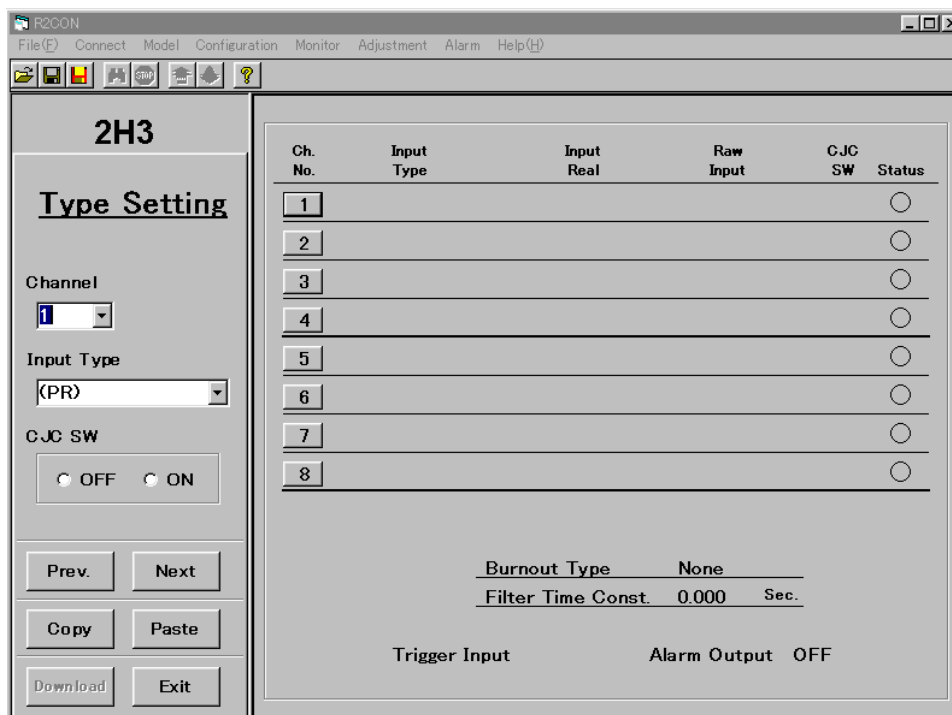 R2CON
File(F) Connect Model Configuration Monitor Adjustment Alarm Help(H)
STOP ?
2H3
Type Setting
Channel
1
Input Type
(PR)
CJC SW
OFF ON
Prev. Next
Copy Paste
Download Exit
Ch. No. Input Type Input Real Raw Input CJC SW Status
1
2
3
4
5
6
7
8
Burnout Type None
Filter Time Const. 0.000 Sec.
Trigger Input Alarm Output OFF